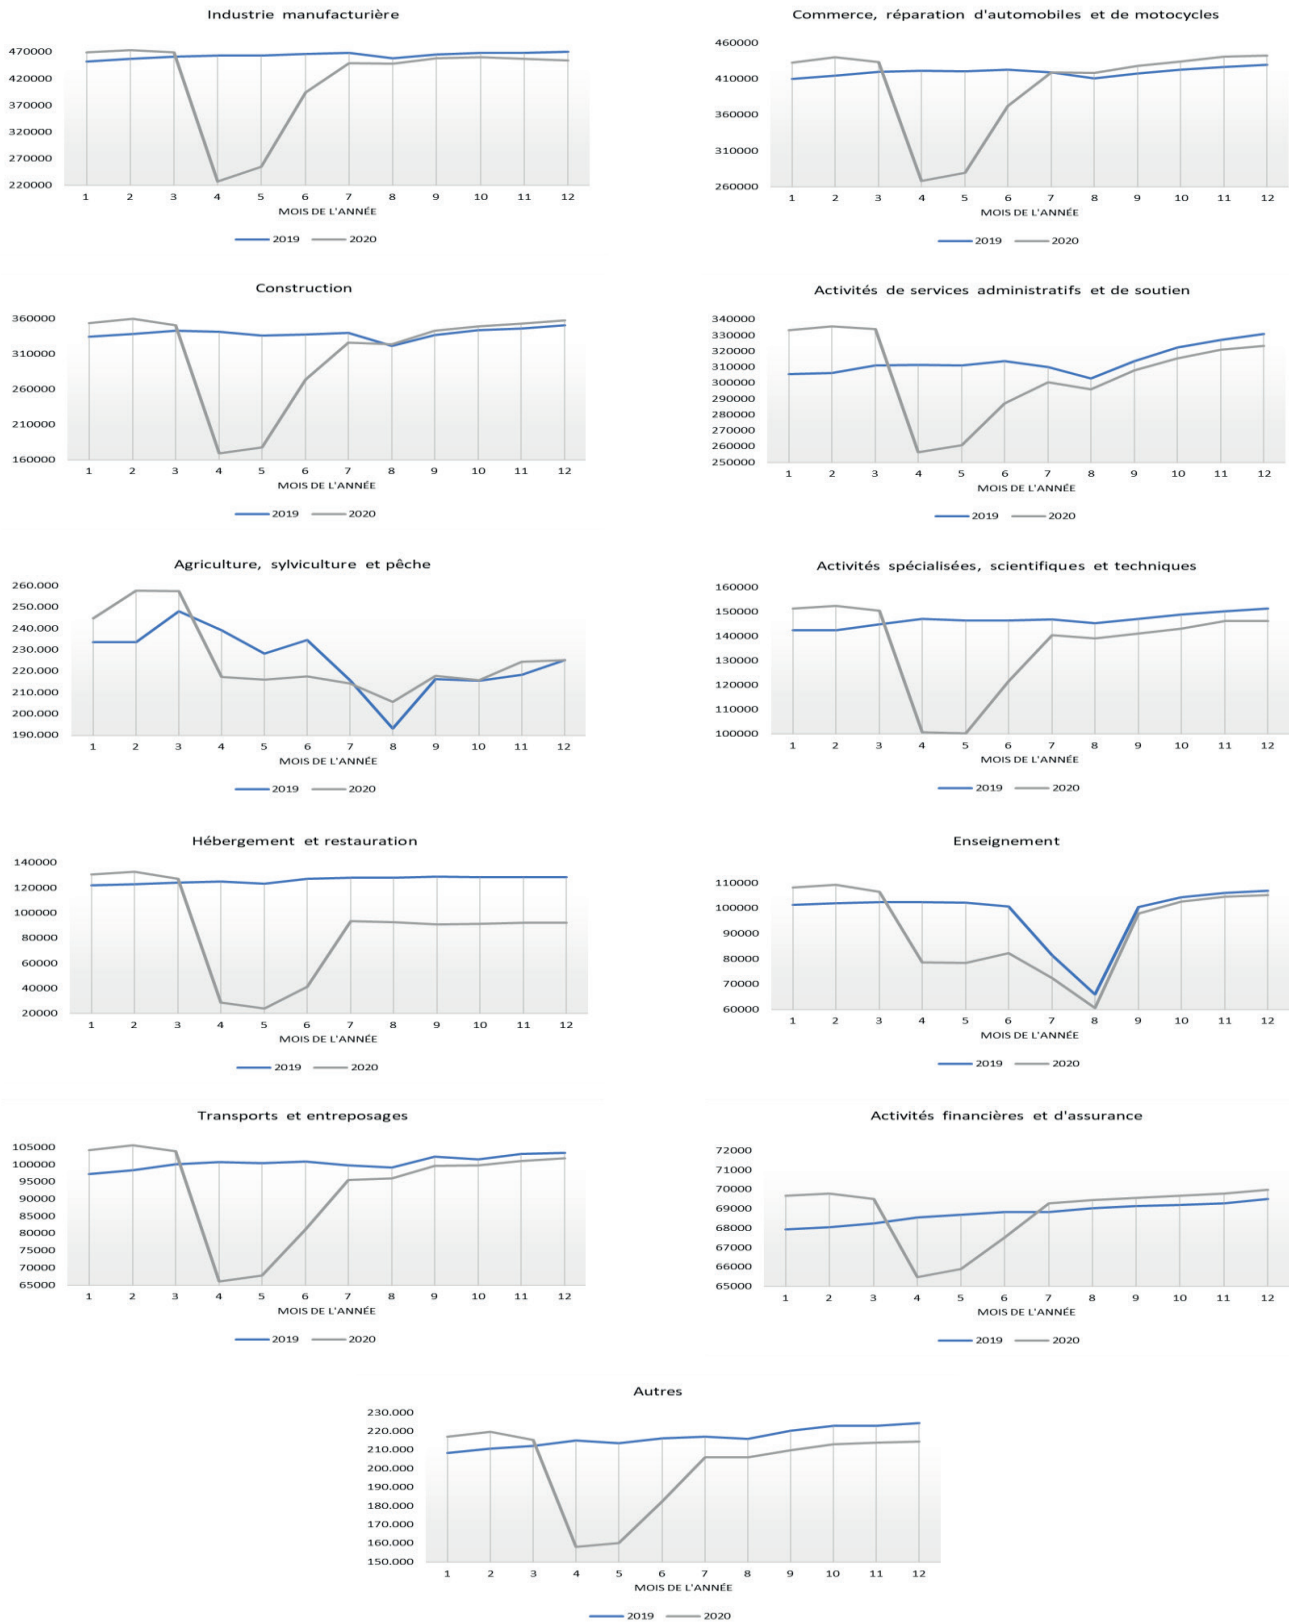 Industrie manufacturière
470000
420000
370000
320000
270000
220000
1 2 3 4 5 6 7 8 9 10 11 12
MOIS DE L'ANNÉE
2019 2020
Commerce, réparation d'automobiles et de motocycles
460000
410000
360000
310000
260000
1 2 3 4 5 6 7 8 9 10 11 12
MOIS DE L'ANNÉE
2019 2020
Construction
360000
310000
260000
210000
160000
1 2 3 4 5 6 7 8 9 10 11 12
MOIS DE L'ANNÉE
2019 2020
Activités de services administratifs et de soutien
340000
330000
320000
310000
300000
290000
280000
270000
260000
250000
1 2 3 4 5 6 7 8 9 10 11 12
MOIS DE L'ANNÉE
2019 2020
Agriculture, sylviculture et pêche
260.000
250.000
240.000
230.000
220.000
210.000
200.000
190.000
1 2 3 4 5 6 7 8 9 10 11 12
MOIS DE L'ANNÉE
2019 2020
Activités spécialisées, scientifiques et techniques
160000
150000
140000
130000
120000
110000
100000
1 2 3 4 5 6 7 8 9 10 11 12
MOIS DE L'ANNÉE
2019 2020
Hébergement et restauration
140000
120000
100000
80000
60000
40000
20000
1 2 3 4 5 6 7 8 9 10 11 12
MOIS DE L'ANNÉE
2019 2020
Enseignement
110000
100000
90000
80000
70000
60000
1 2 3 4 5 6 7 8 9 10 11 12
MOIS DE L'ANNÉE
2019 2020
Transports et entreposages
105000
100000
95000
90000
85000
80000
75000
70000
65000
1 2 3 4 5 6 7 8 9 10 11 12
MOIS DE L'ANNÉE
2019 2020
Activités financières et d'assurance
72000
71000
70000
69000
68000
67000
66000
65000
1 2 3 4 5 6 7 8 9 10 11 12
MOIS DE L'ANNÉE
2019 2020
Autres
230.000
220.000
210.000
200.000
190.000
180.000
170.000
160.000
150.000
1 2 3 4 5 6 7 8 9 10 11 12
MOIS DE L'ANNÉE
2019 2020